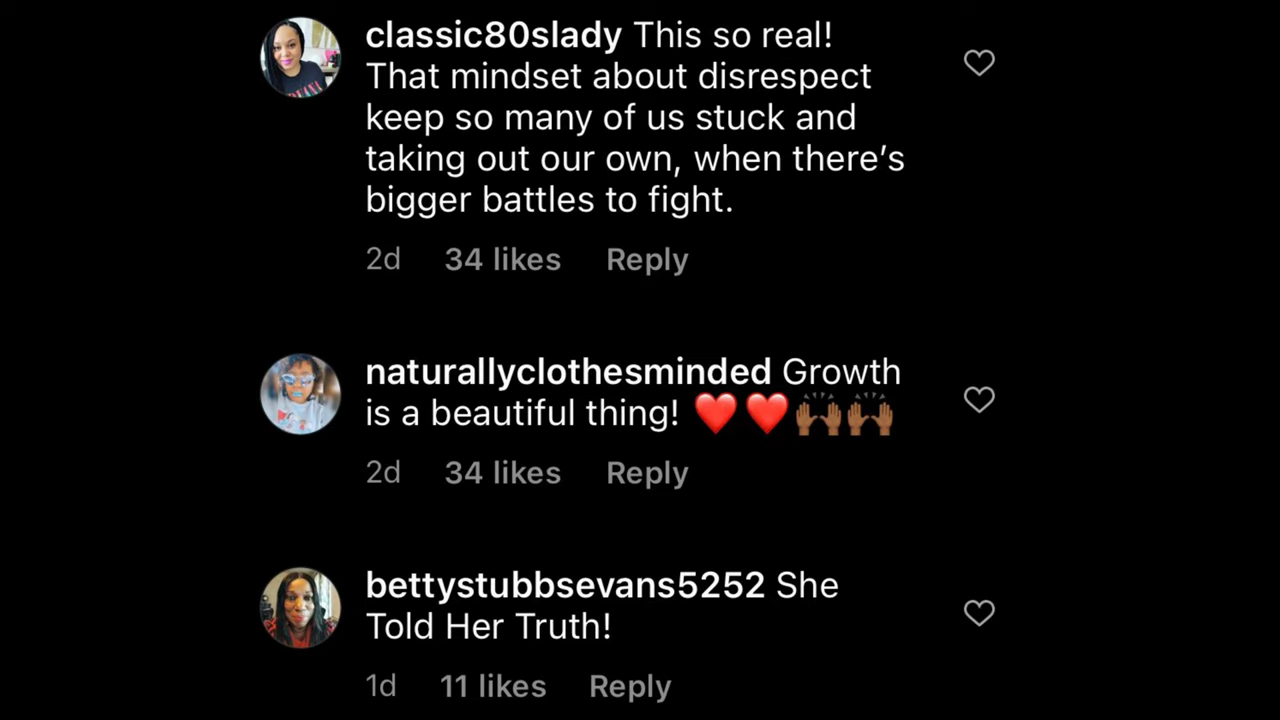 classic80slady This so real!
That mindset about disrespect
keep so many of us stuck and
taking out our own, when there’s
bigger battles to fight.
2d 34 likes Reply
naturallyclothesminded Growth
is a beautiful thing! ❤️❤️🙌🏾🙌🏾
2d 34 likes Reply
bettystubbsevans5252 She
Told Her Truth!
1d 11 likes Reply